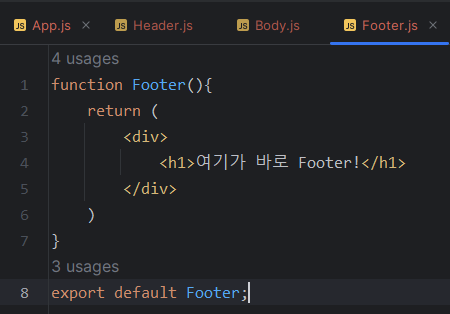 JS App.js × JS Header.js JS Body.js JS Footer.js ×
4 usages
1 function Footer(){
2 return (
3 <div>
4 <h1>여기가 바로 Footer!</h1>
5 </div>
6 )
7 }
3 usages
8 export default Footer;